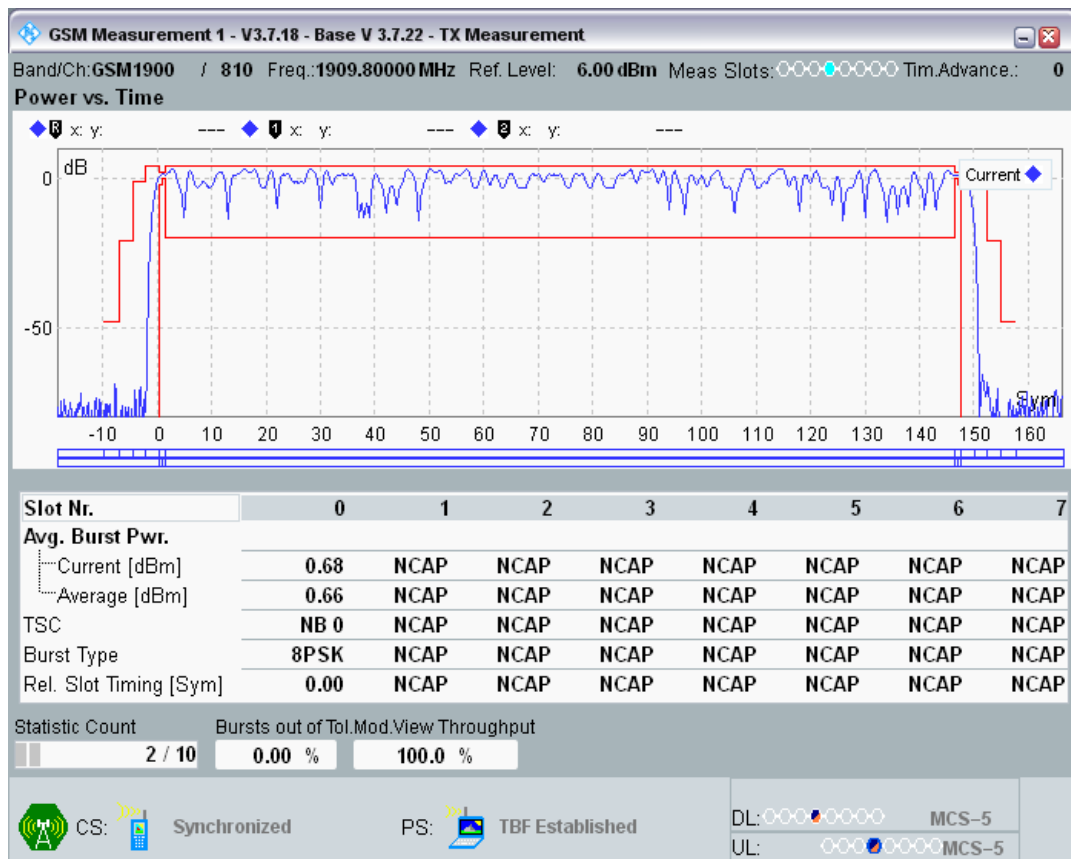 GSM Measurement 1 - V3.7.18 - Base V 3.7.22 - TX Measurement
Band/Ch:GSM1900 / 810 Freq.:1909.80000 MHz Ref. Level: 6.00 dBm Meas Slots: Tim.Advance.: 0
Power vs. Time
R x: y: --- 1 x: y: --- 2 x: y: ---
dB
Current
0
-50
Sym
-10 0 10 20 30 40 50 60 70 80 90 100 110 120 130 140 150 160
Slot Nr. 0 1 2 3 4 5 6 7
Avg. Burst Pwr.
Current [dBm] 0.68 NCAP NCAP NCAP NCAP NCAP NCAP NCAP
Average [dBm] 0.66 NCAP NCAP NCAP NCAP NCAP NCAP NCAP
TSC NB 0 NCAP NCAP NCAP NCAP NCAP NCAP NCAP
Burst Type 8PSK NCAP NCAP NCAP NCAP NCAP NCAP NCAP
Rel. Slot Timing [Sym] 0.00 NCAP NCAP NCAP NCAP NCAP NCAP NCAP
Statistic Count Bursts out of Tol. Mod.View Throughput
2 / 10 0.00 % 100.0 %
CS: Synchronized PS: TBF Established DL: MCS-5
UL: MCS-5